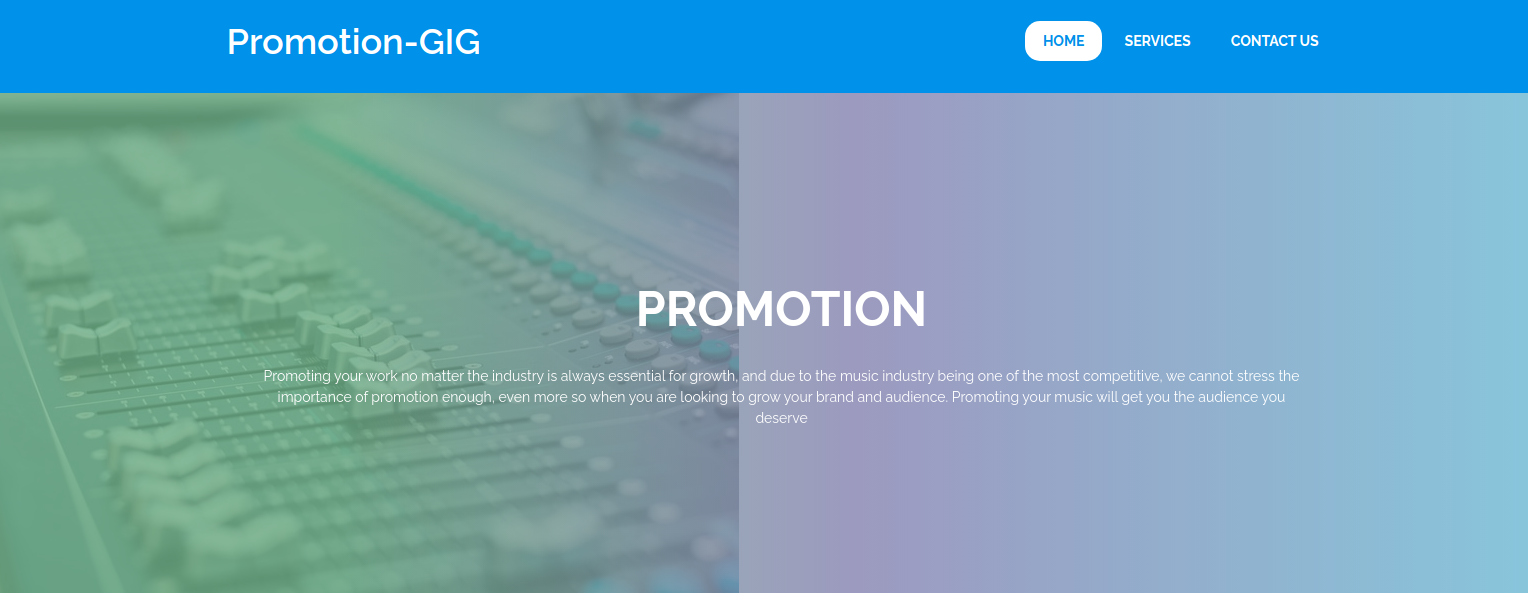 Promotion-GIG
HOME SERVICES CONTACT US
PROMOTION
Promoting your work no matter the industry is always essential for growth, and due to the music industry being one of the most competitive, we cannot stress the
importance of promotion enough, even more so when you are looking to grow your brand and audience. Promoting your music will get you the audience you
deserve